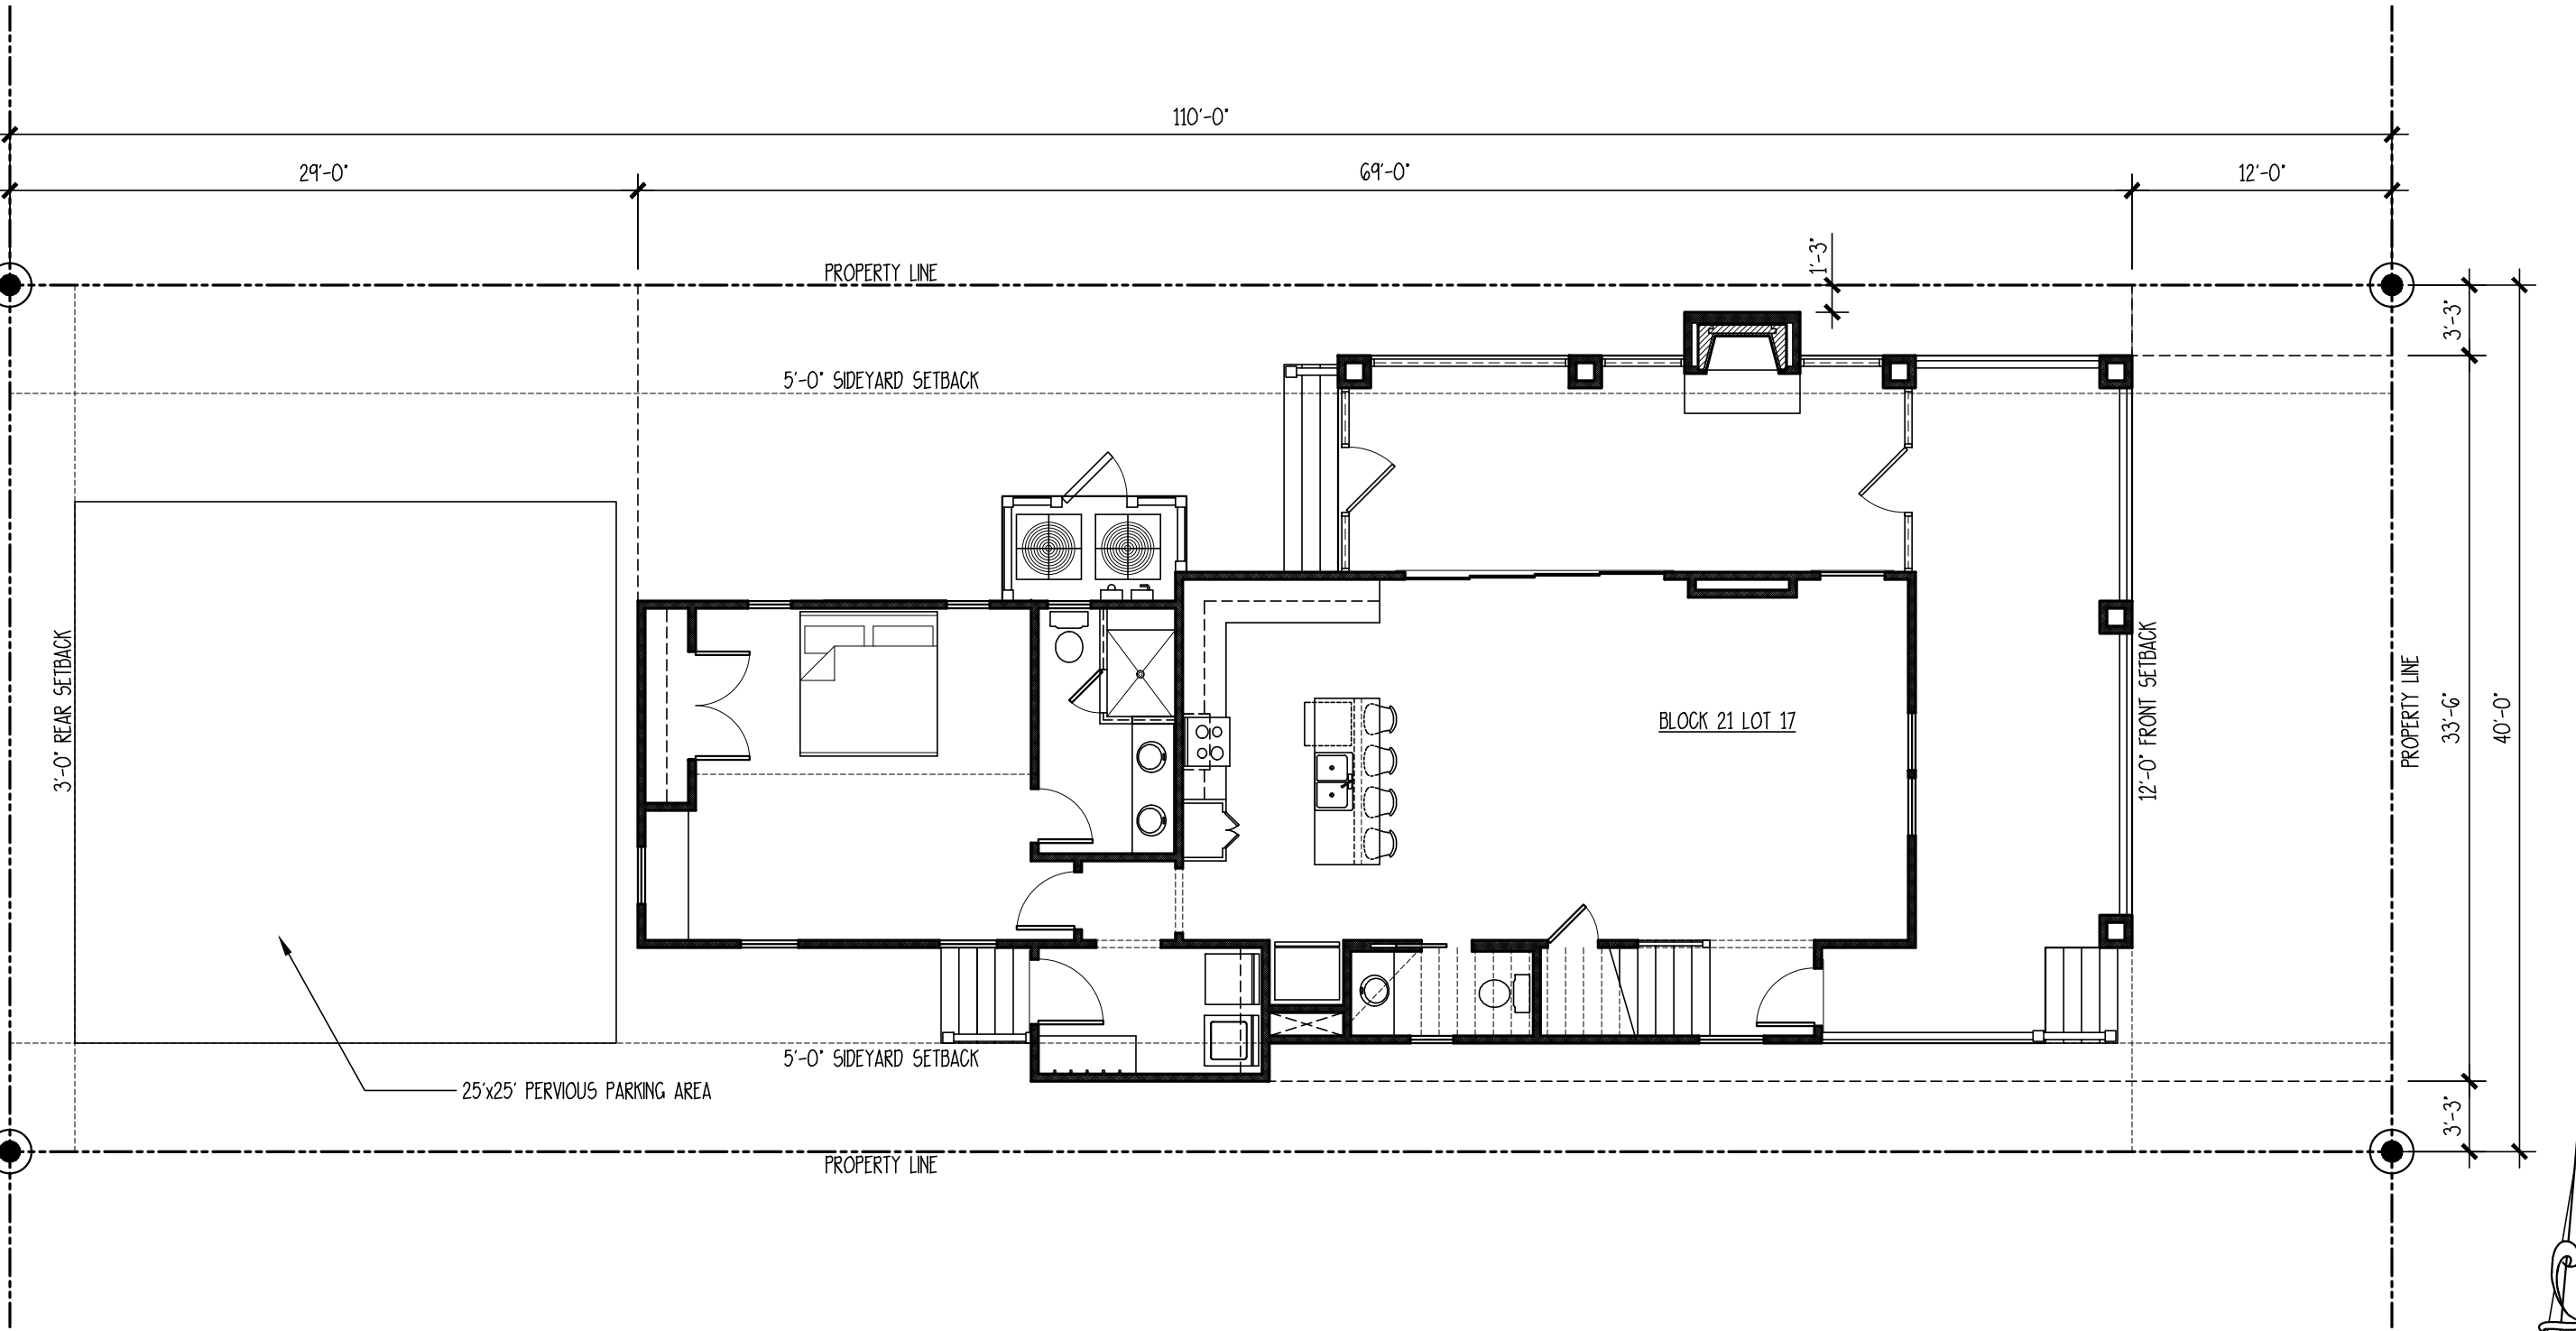 110'-0"
29'-0"
69'-0"
12'-0"
1'-3"
PROPERTY LINE
3'-3"
5'-0" SIDEYARD SETBACK
3'-0" REAR SETBACK
BLOCK 21 LOT 17
12'-0" FRONT SETBACK
PROPERTY LINE
33'-6"
40'-0"
5'-0" SIDEYARD SETBACK
25'x25' PERVIOUS PARKING AREA
3'-3"
PROPERTY LINE